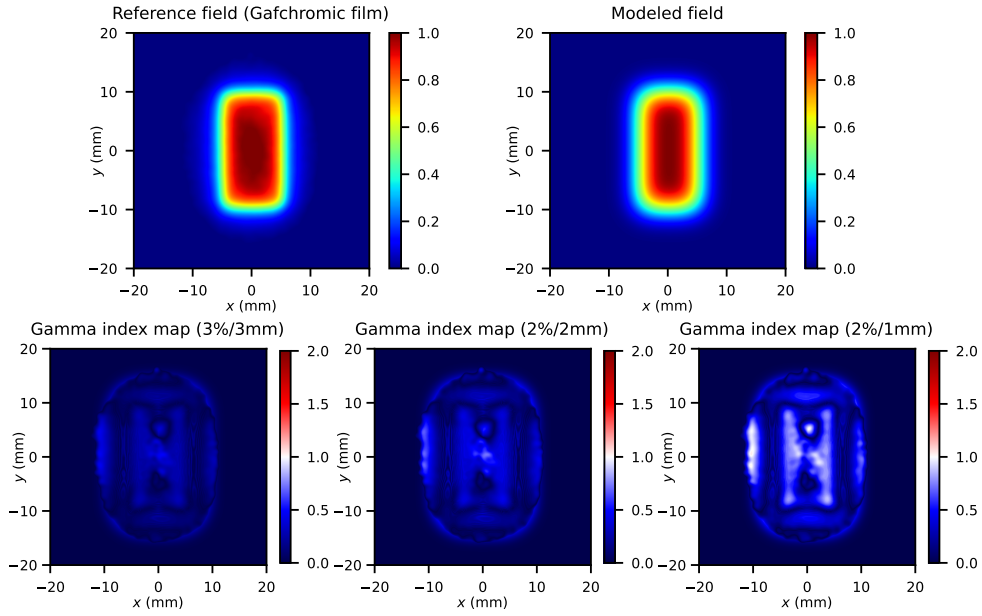 Reference field (Gafchromic film)
Modeled field
20
10
0
−10
−20
y (mm)
−20 −10 0 10 20
x (mm)
1.0
0.8
0.6
0.4
0.2
0.0
20
10
0
−10
−20
y (mm)
−20 −10 0 10 20
x (mm)
1.0
0.8
0.6
0.4
0.2
0.0
Gamma index map (3%/3mm)
Gamma index map (2%/2mm)
Gamma index map (2%/1mm)
20
10
0
−10
−20
y (mm)
−20 −10 0 10 20
x (mm)
2.0
1.5
1.0
0.5
0.0
20
10
0
−10
−20
y (mm)
−20 −10 0 10 20
x (mm)
2.0
1.5
1.0
0.5
0.0
20
10
0
−10
−20
y (mm)
−20 −10 0 10 20
x (mm)
2.0
1.5
1.0
0.5
0.0